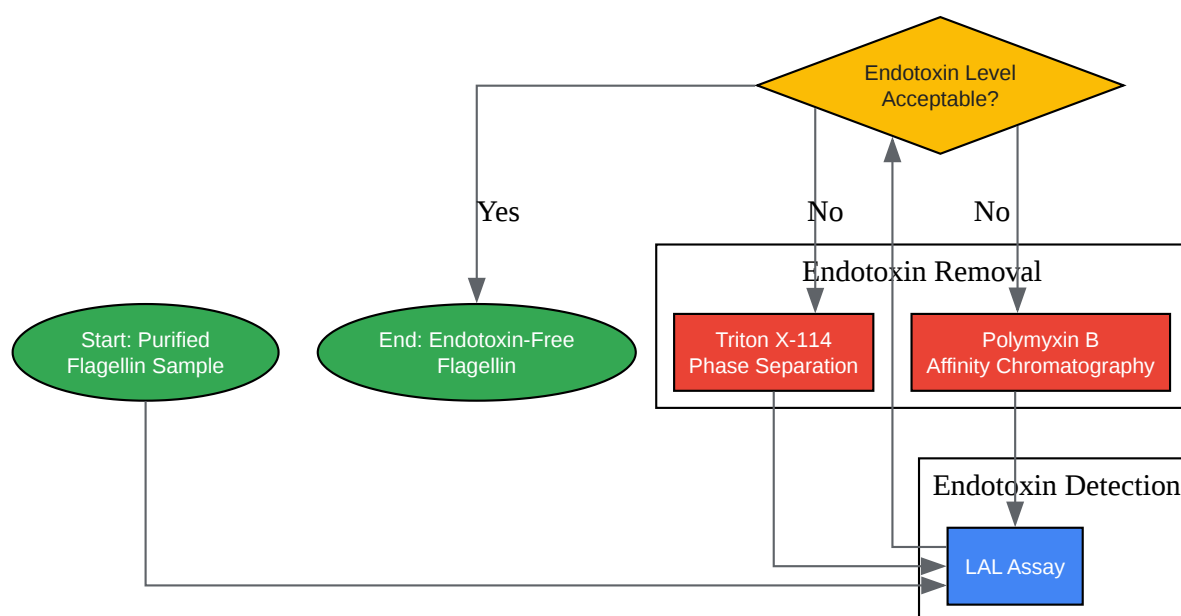 Endotoxin Level
Acceptable?
Yes
No
No
Endotoxin Removal
Start: Purified
Flagellin Sample
End: Endotoxin-Free
Flagellin
Triton X-114
Phase Separation
Polymyxin B
Affinity Chromatography
Endotoxin Detection
LAL Assay